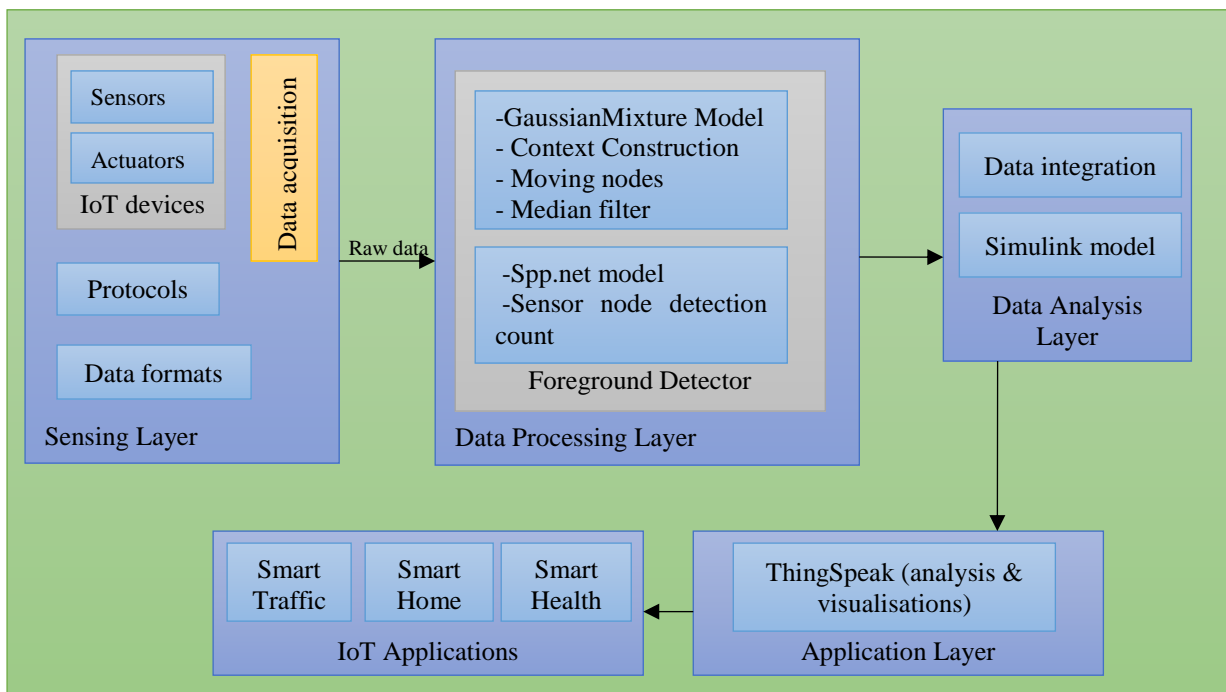 Sensors
Actuators
IoT devices
Data acquisition
Protocols
Data formats
Sensing Layer
Raw data
-GaussianMixture Model
- Context Construction
- Moving nodes
- Median filter
-Spp.net model
-Sensor node detection
count
Foreground Detector
Data Processing Layer
Data integration
Simulink model
Data Analysis
Layer
ThingSpeak (analysis &
visualisations)
Application Layer
Smart
Traffic
Smart
Home
Smart
Health
IoT Applications